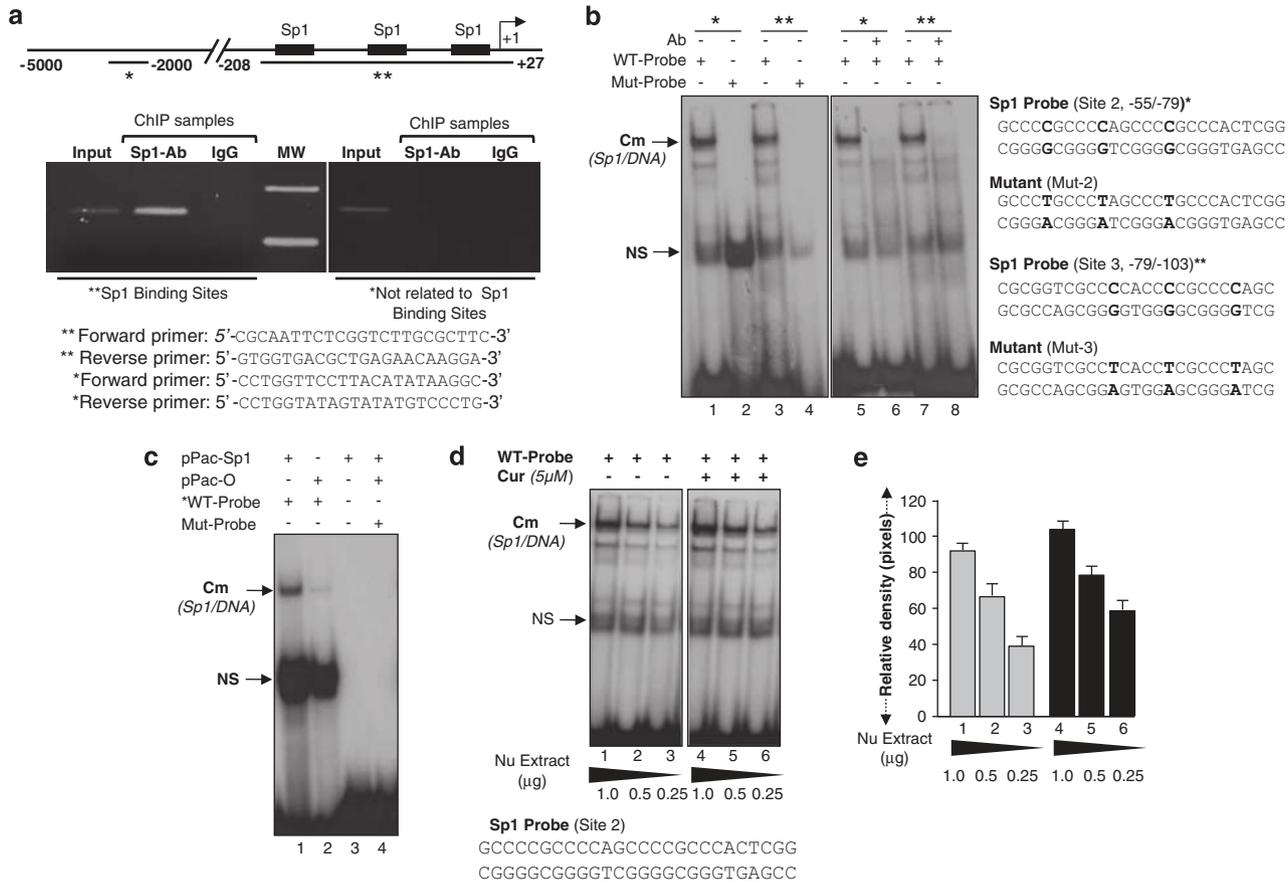 a
Sp1 Sp1 Sp1
+1
-5000 -2000 -208 +27
* **
ChIP samples ChIP samples
Input Sp1-Ab IgG MW Input Sp1-Ab IgG
**Sp1 Binding Sites
*Not related to Sp1
Binding Sites
** Forward primer: 5’-CGCAATTCTCGGTCTTGCGCTTC-3’
** Reverse primer: 5’-GTGGTGACGCTGAGAACAAGGA-3’
*Forward primer: 5’-CCTGGTTCCTTACATATAAGGC-3’
*Reverse primer: 5’-CCTGGTATAGTATATGTCCCTG-3’
b
* ** * **
Ab - - - - - + - +
WT-Probe + - + - + + + +
Mut-Probe - + - + - - - -
Cm
(Sp1/DNA)
NS
1 2 3 4 5 6 7 8
Sp1 Probe (Site 2, -55/-79)*
GCCCCGCCCCAGCCCCGCCCACTCGG
CGGGGCGGGGTCGGGGCGGGTGAGCC
Mutant (Mut-2)
GCCCTGCCCTAGCCCTGCCCACTCGG
CGGGACGGGATCGGGACGGGTGAGCC
Sp1 Probe (Site 3, -79/-103)**
CGCGGTCGCCCCACCCCGCCCCAGC
GCGCCAGCGGGGTGGGGCGGGGTCG
Mutant (Mut-3)
CGCGGTCGCCTCACCTCGCCCTAGC
GCGCCAGCGGAGTGGAGCGGGATCG
c
pPac-Sp1 + - + +
pPac-O - + - +
*WT-Probe + + - -
Mut-Probe - - - +
Cm
(Sp1/DNA)
NS
1 2 3 4
d
WT-Probe + + + + + +
Cur (5µM) - - - + + +
Cm
(Sp1/DNA)
NS
1 2 3 4 5 6
Nu Extract
(µg)
1.0 0.5 0.25 1.0 0.5 0.25
Sp1 Probe (Site 2)
GCCCCGCCCCAGCCCCGCCCACTCGG
CGGGGCGGGGTCGGGGCGGGTGAGCC
e
Relative density (pixels)
120
100
80
60
40
20
0
1 2 3 4 5 6
Nu Extract
(µg)
1.0 0.5 0.25 1.0 0.5 0.25